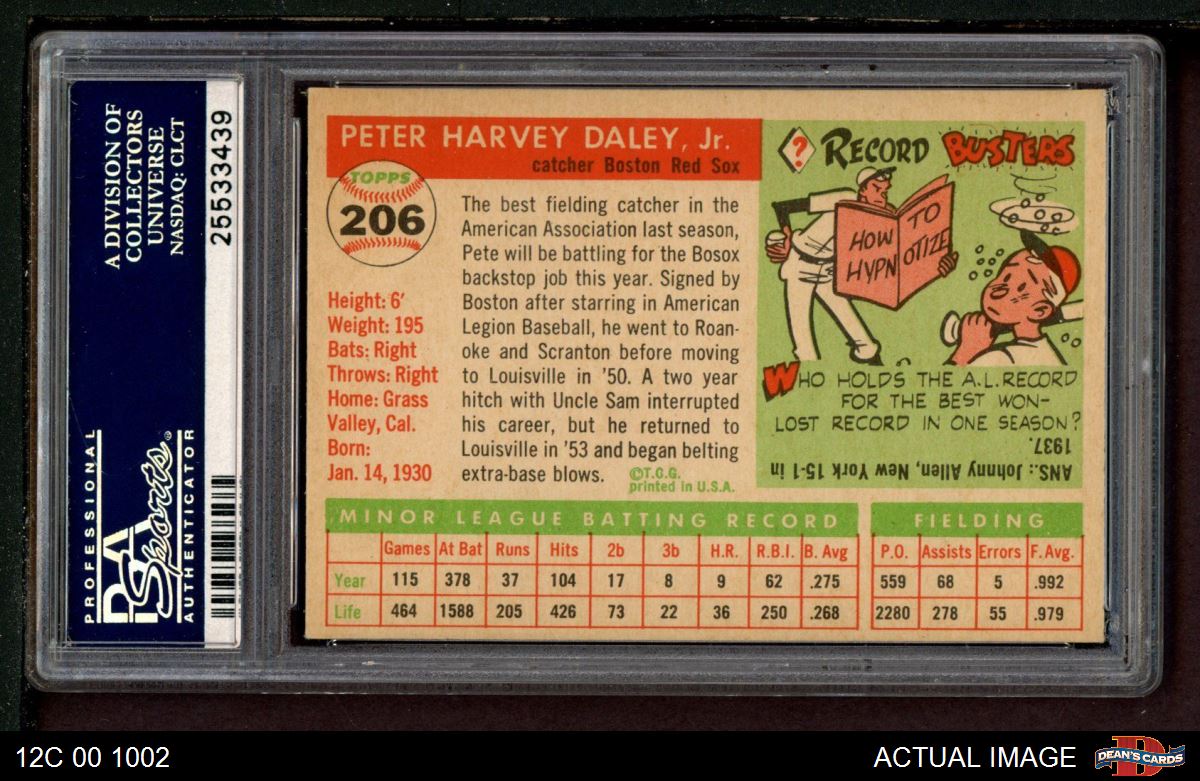 A DIVISION OF
COLLECTORS
UNIVERSE
NASDAQ: CLCT
25533439
PROFESSIONAL
PSA
Sports®
AUTHENTICATOR
PETER HARVEY DALEY, Jr.
catcher Boston Red Sox
TOPPS
206
Height: 6'
Weight: 195
Bats: Right
Throws: Right
Home: Grass
Valley, Cal.
Born:
Jan. 14, 1930
The best fielding catcher in the
American Association last season,
Pete will be battling for the Bosox
backstop job this year. Signed by
Boston after starring in American
Legion Baseball, he went to Roan-
oke and Scranton before moving
to Louisville in '50. A two year
hitch with Uncle Sam interrupted
his career, but he returned to
Louisville in '53 and began belting
extra-base blows.
©T.C.G.
printed in U.S.A.
? RECORD BUSTERS
HOW TO
HYPNOTIZE
WHO HOLDS THE A.L. RECORD
FOR THE BEST WON-
LOST RECORD IN ONE SEASON?
ANS.: Johnny Allen, New York 15-1 in
1937.
MINOR LEAGUE BATTING RECORD FIELDING
Games At Bat Runs Hits 2b 3b H.R. R.B.I. B. Avg P.O. Assists Errors F. Avg.
Year 115 378 37 104 17 8 9 62 .275 559 68 5 .992
Life 464 1588 205 426 73 22 36 250 .268 2280 278 55 .979
12C 00 1002
ACTUAL IMAGE
D
DEAN'S CARDS